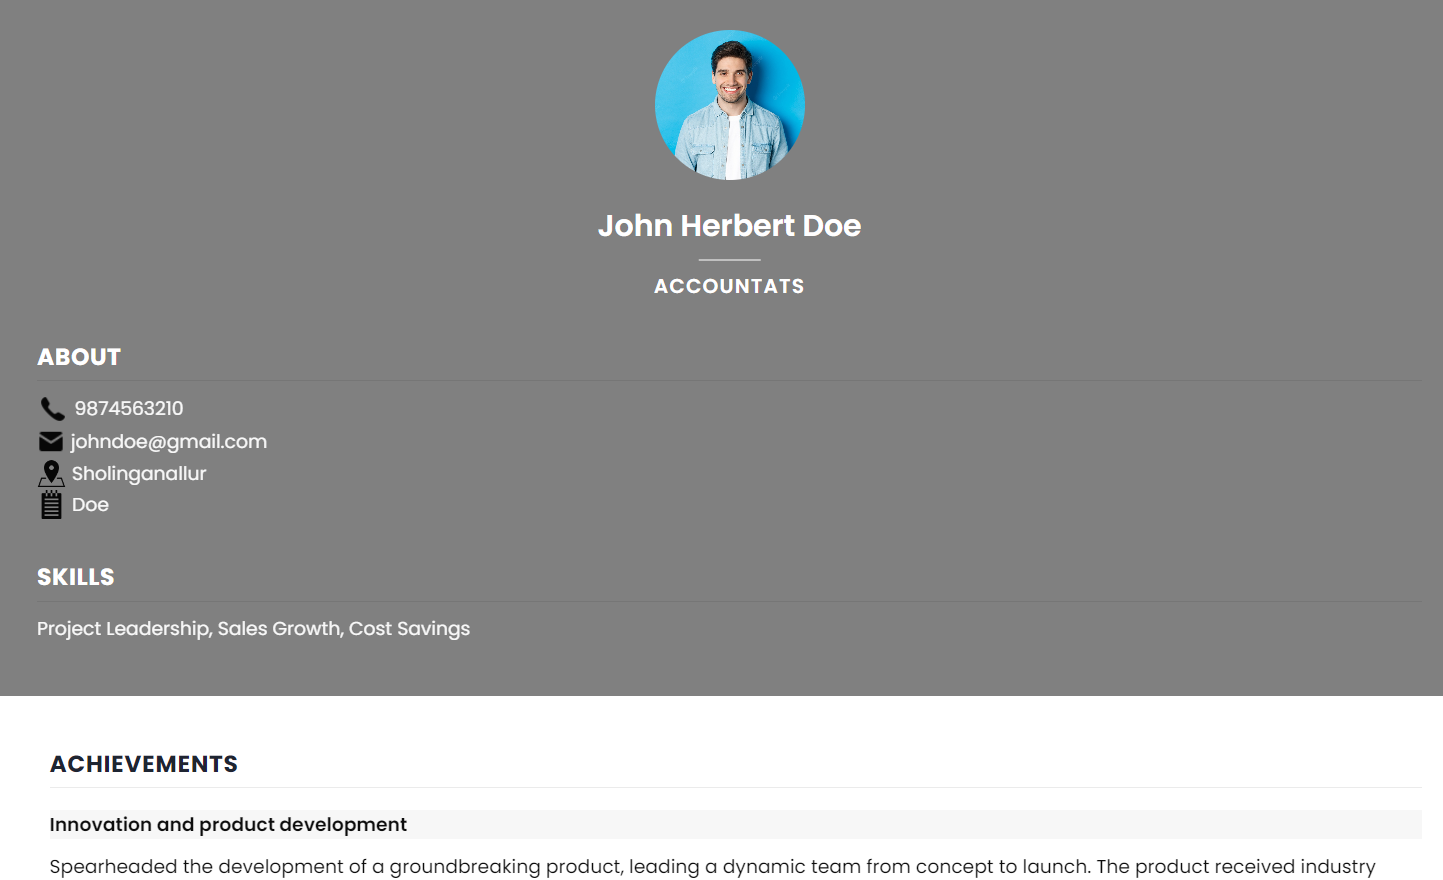 John Herbert Doe
ACCOUNTATS
ABOUT
9874563210
johndoe@gmail.com
Sholinganallur
Doe
SKILLS
Project Leadership, Sales Growth, Cost Savings
ACHIEVEMENTS
Innovation and product development
Spearheaded the development of a groundbreaking product, leading a dynamic team from concept to launch. The product received industry